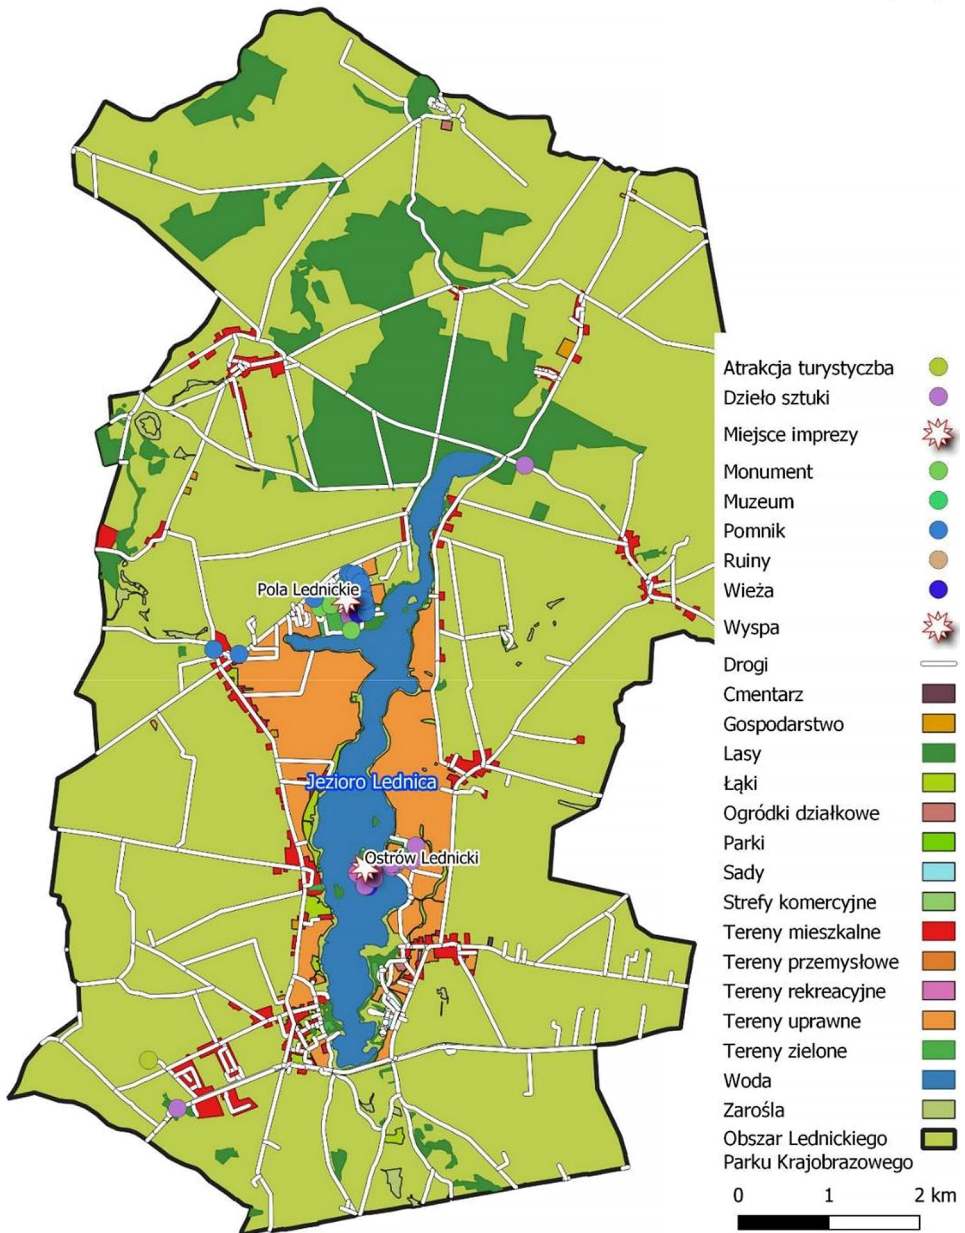 Pola Lednickie
Jezioro Lednica
Ostrów Lednicki
Atrakcja turystyczba
Dzieło sztuki
Miejsce imprezy
Monument
Muzeum
Pomnik
Ruiny
Wieża
Wyspa
Drogi
Cmentarz
Gospodarstwo
Lasy
Łąki
Ogródki działkowe
Parki
Sady
Strefy komercyjne
Tereny mieszkalne
Tereny przemysłowe
Tereny rekreacyjne
Tereny uprawne
Tereny zielone
Woda
Zarośla
Obszar Lednickiego
Parku Krajobrazowego
0 1 2 km